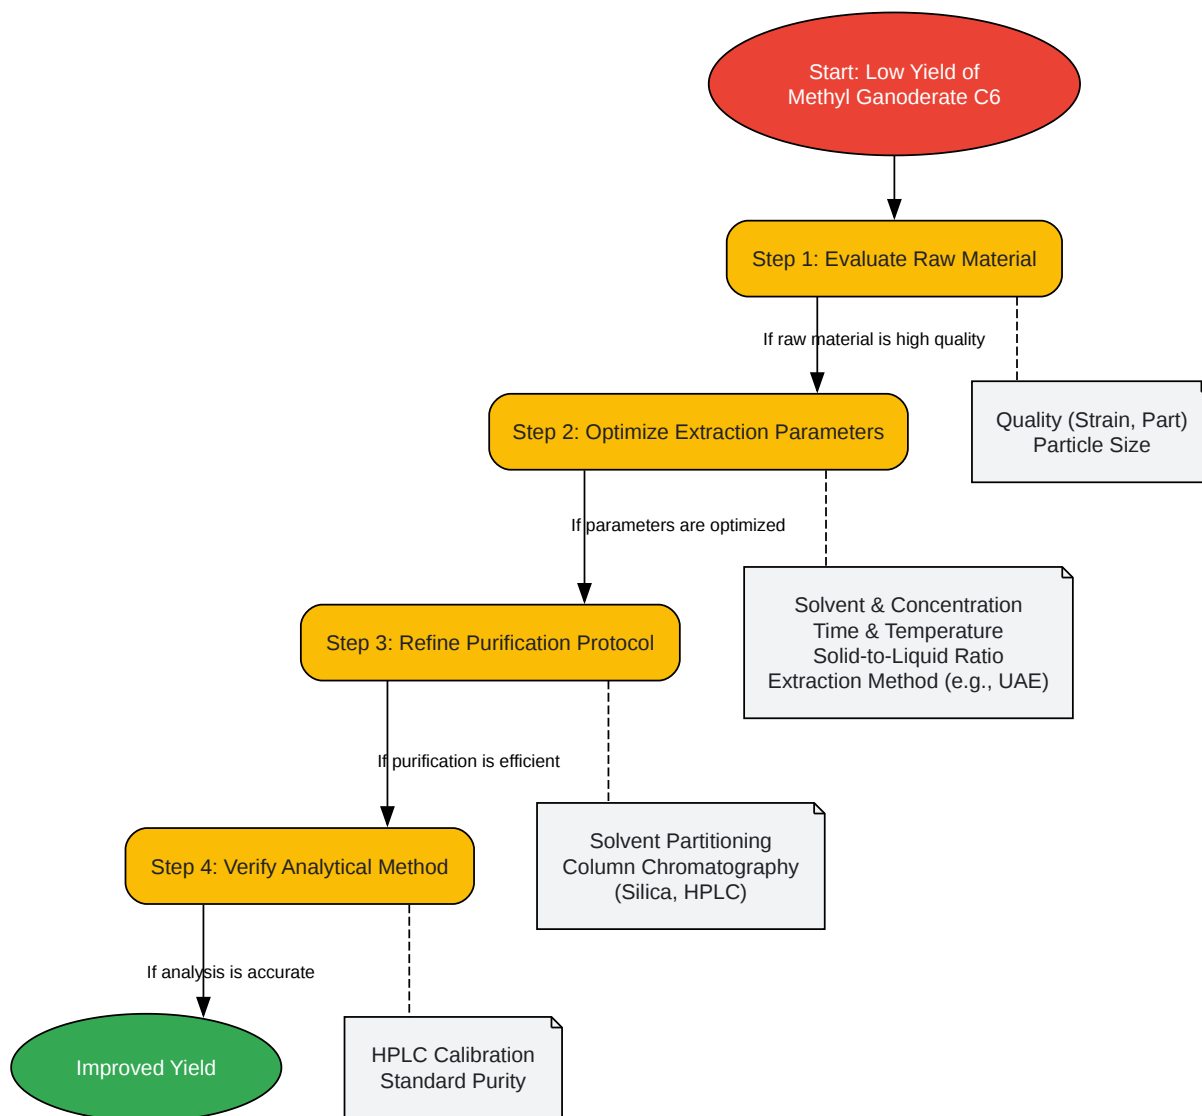 Start: Low Yield of
Methyl Ganoderate C6
Step 1: Evaluate Raw Material
If raw material is high quality
Quality (Strain, Part)
Particle Size
Step 2: Optimize Extraction Parameters
If parameters are optimized
Solvent & Concentration
Time & Temperature
Solid-to-Liquid Ratio
Extraction Method (e.g., UAE)
Step 3: Refine Purification Protocol
If purification is efficient
Solvent Partitioning
Column Chromatography
(Silica, HPLC)
Step 4: Verify Analytical Method
If analysis is accurate
HPLC Calibration
Standard Purity
Improved Yield